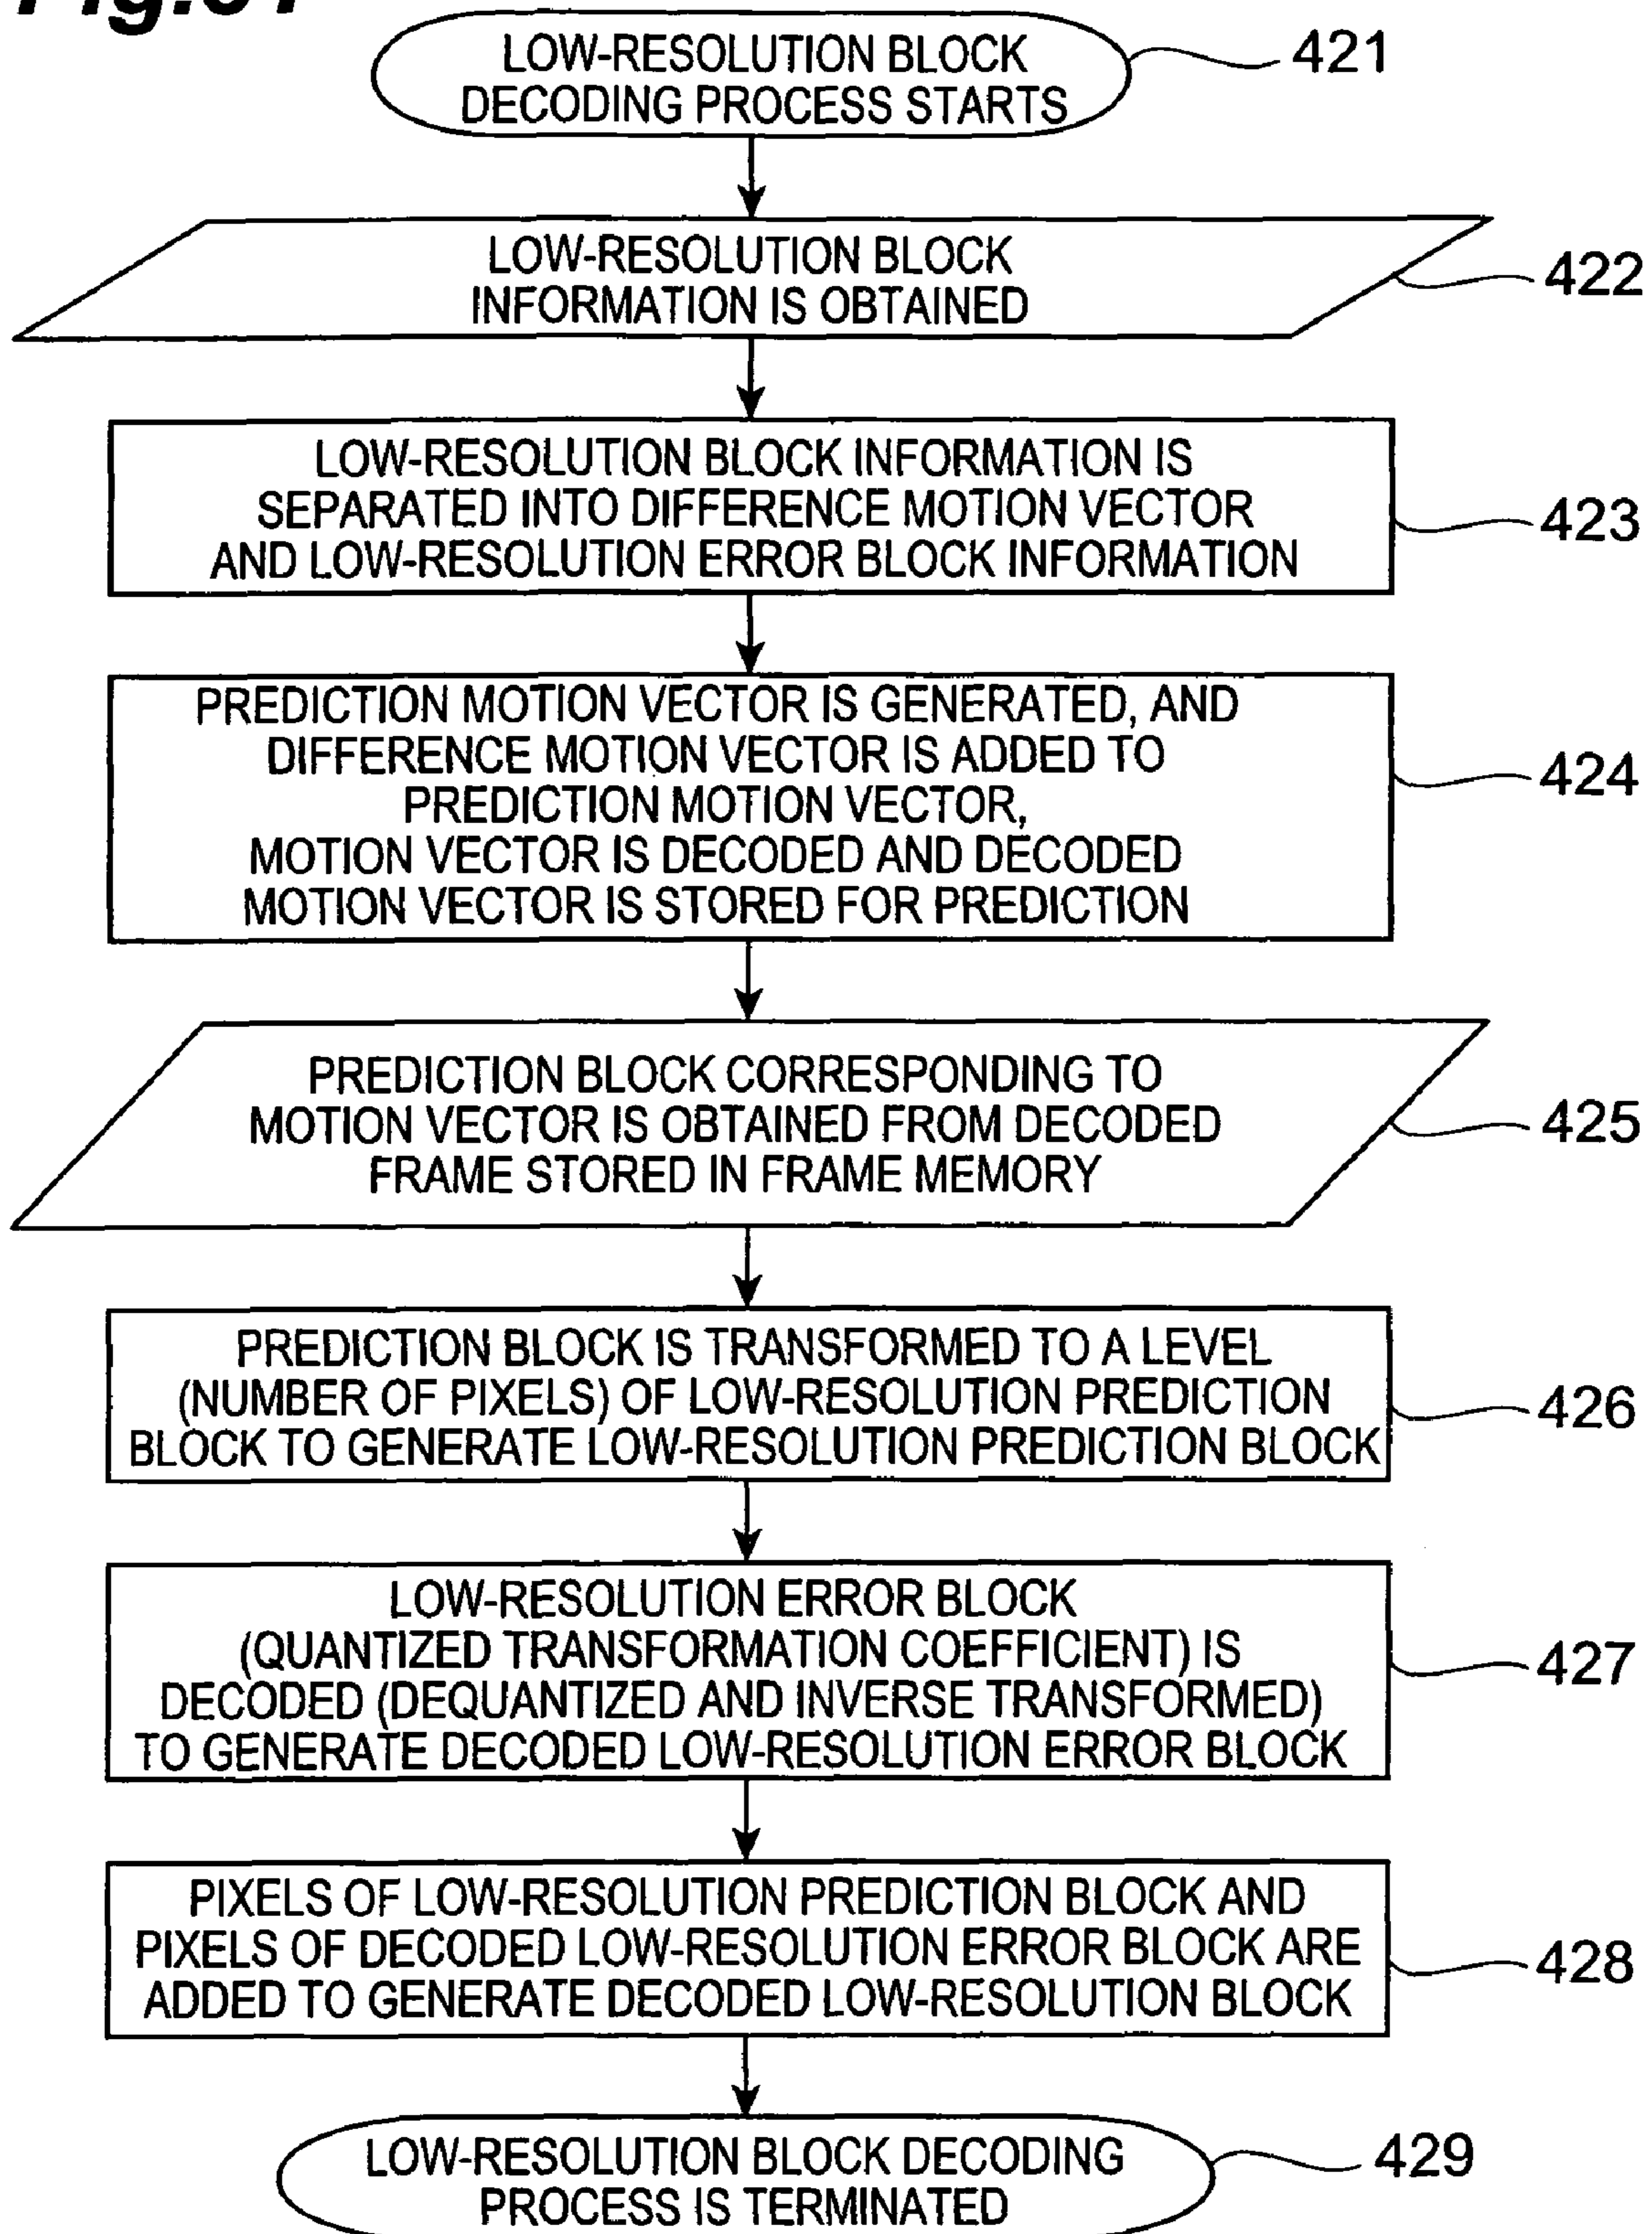 LOW-RESOLUTION BLOCK
DECODING PROCESS STARTS
421
LOW-RESOLUTION BLOCK
INFORMATION IS OBTAINED
422
LOW-RESOLUTION BLOCK INFORMATION IS
SEPARATED INTO DIFFERENCE MOTION VECTOR
AND LOW-RESOLUTION ERROR BLOCK INFORMATION
423
PREDICTION MOTION VECTOR IS GENERATED, AND
DIFFERENCE MOTION VECTOR IS ADDED TO
PREDICTION MOTION VECTOR,
MOTION VECTOR IS DECODED AND DECODED
MOTION VECTOR IS STORED FOR PREDICTION
424
PREDICTION BLOCK CORRESPONDING TO
MOTION VECTOR IS OBTAINED FROM DECODED
FRAME STORED IN FRAME MEMORY
425
PREDICTION BLOCK IS TRANSFORMED TO A LEVEL
(NUMBER OF PIXELS) OF LOW-RESOLUTION PREDICTION
BLOCK TO GENERATE LOW-RESOLUTION PREDICTION BLOCK
426
LOW-RESOLUTION ERROR BLOCK
(QUANTIZED TRANSFORMATION COEFFICIENT) IS
DECODED (DEQUANTIZED AND INVERSE TRANSFORMED)
TO GENERATE DECODED LOW-RESOLUTION ERROR BLOCK
427
PIXELS OF LOW-RESOLUTION PREDICTION BLOCK AND
PIXELS OF DECODED LOW-RESOLUTION ERROR BLOCK ARE
ADDED TO GENERATE DECODED LOW-RESOLUTION BLOCK
428
LOW-RESOLUTION BLOCK DECODING
PROCESS IS TERMINATED
429